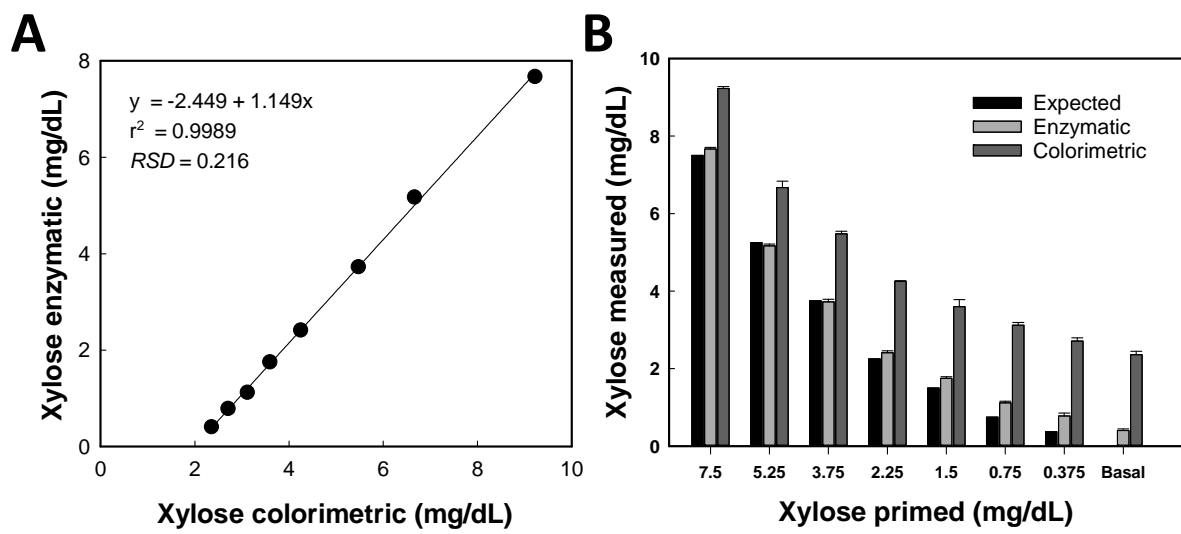 A
Xylose enzymatic (mg/dL)
8
6
4
2
0
y = -2.449 + 1.149x
r² = 0.9989
RSD = 0.216
0 2 4 6 8 10
Xylose colorimetric (mg/dL)
B
Xylose measured (mg/dL)
10
8
6
4
2
0
Expected
Enzymatic
Colorimetric
7.5 5.25 3.75 2.25 1.5 0.75 0.375 Basal
Xylose primed (mg/dL)